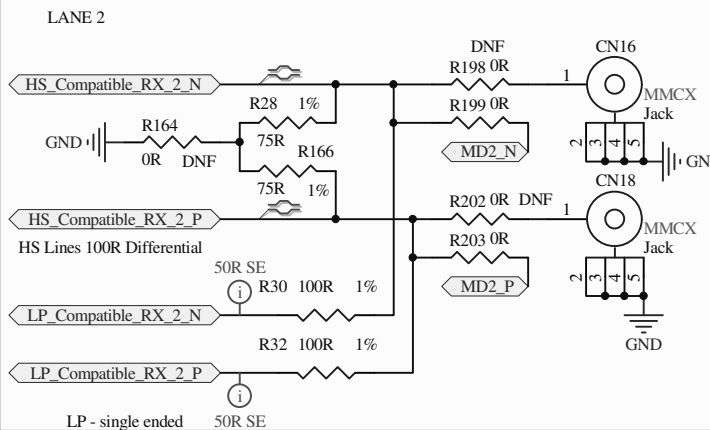 LANE 2
DNF
CN16
HS_Compatible_RX_2_N
R198 0R
1
MMCX
Jack
R28 1%
R199 0R
75R
R164
GND
0R DNF
R166
MD2_N
2 3 4 5
GN
75R
1%
CN18
HS_Compatible_RX_2_P
R202 0R DNF
1
MMCX
Jack
HS Lines 100R Differential
R203 0R
50R SE
i
R30 100R 1%
MD2_P
2 3 4 5
LP_Compatible_RX_2_N
GND
R32 100R 1%
LP_Compatible_RX_2_P
i
LP - single ended 50R SE